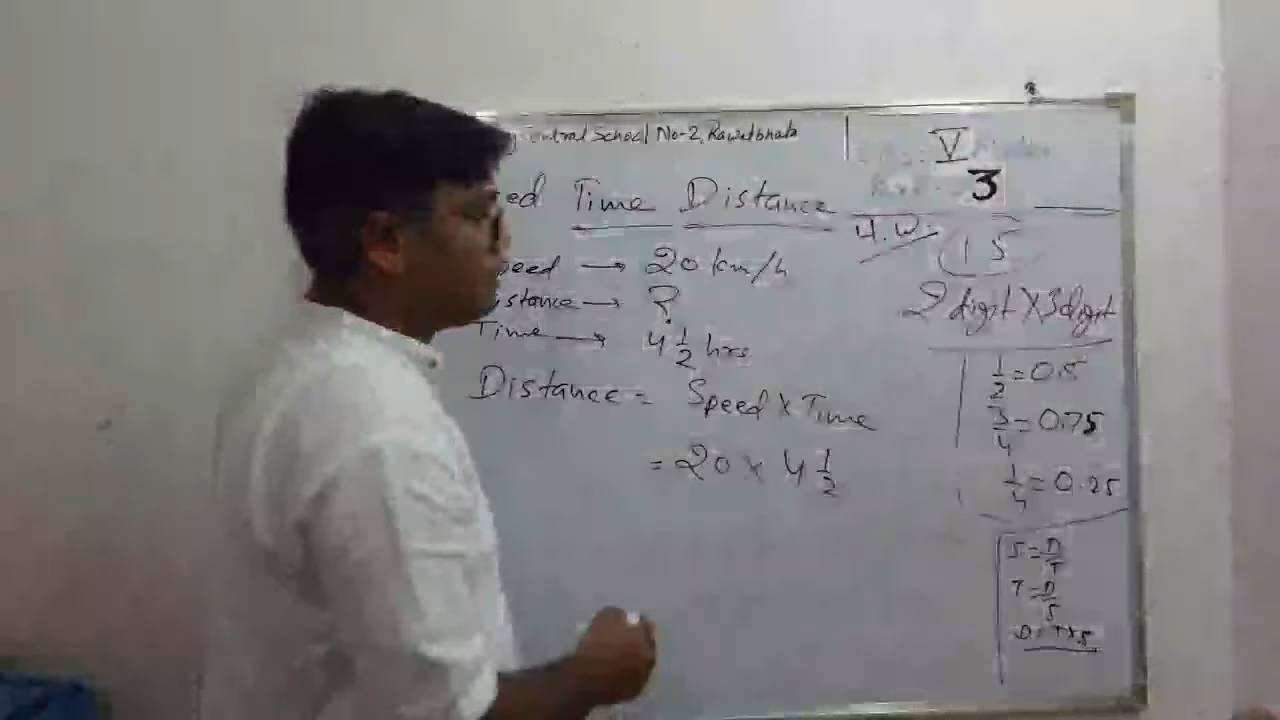 Central School No-2, Rawatbhata
V
3
Time Distance
H.W.
15
Speed → 20 km/h
Distance → ?
Time → 4 1/2 hrs
2 digit X 3 digit
Distance = Speed x Time
= 20 x 4 1/2
1/2 = 0.5
3/4 = 0.75
1/4 = 0.25
S = D/T
T = D/S
D = T x S